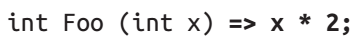 int Foo (int x) => x * 2;